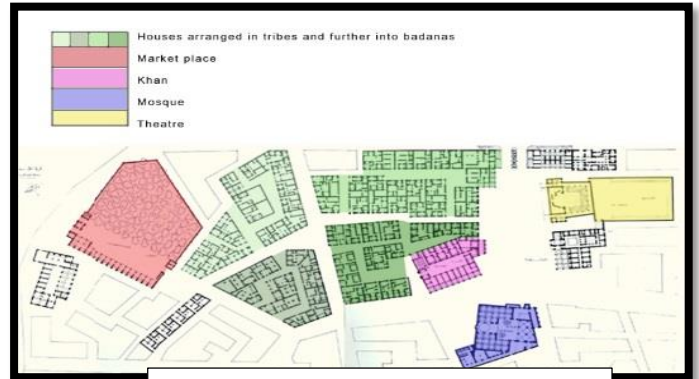 Houses arranged in tribes and further into badanas
Market place
Khan
Mosque
Theatre